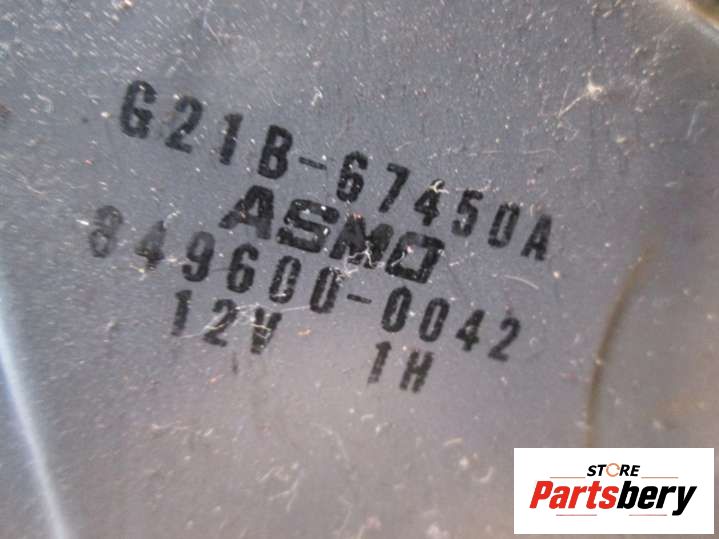 G21B-67450A
ASMO
849600-0042
12V 1H
STORE
Partsbery